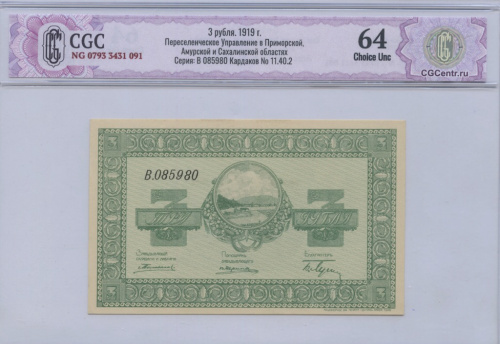 CGC
NG 0793 3431 091
3 рубля. 1919 г.
Переселенческое Управление в Приморской,
Амурской и Сахалинской областях
Серия: В 085980 Кардаков No 11.40.2
64
Choice Unc
CGCentr.ru
В.085980
3 3